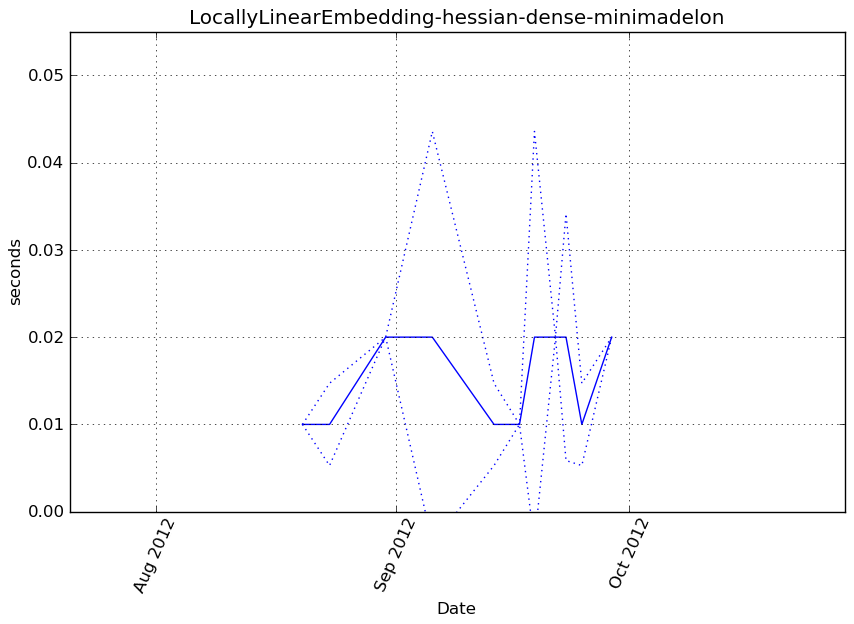 LocallyLinearEmbedding-hessian-dense-minimadelon
0.05
0.04
0.03
0.02
0.01
0.00
seconds
Aug 2012
Sep 2012
Oct 2012
Date